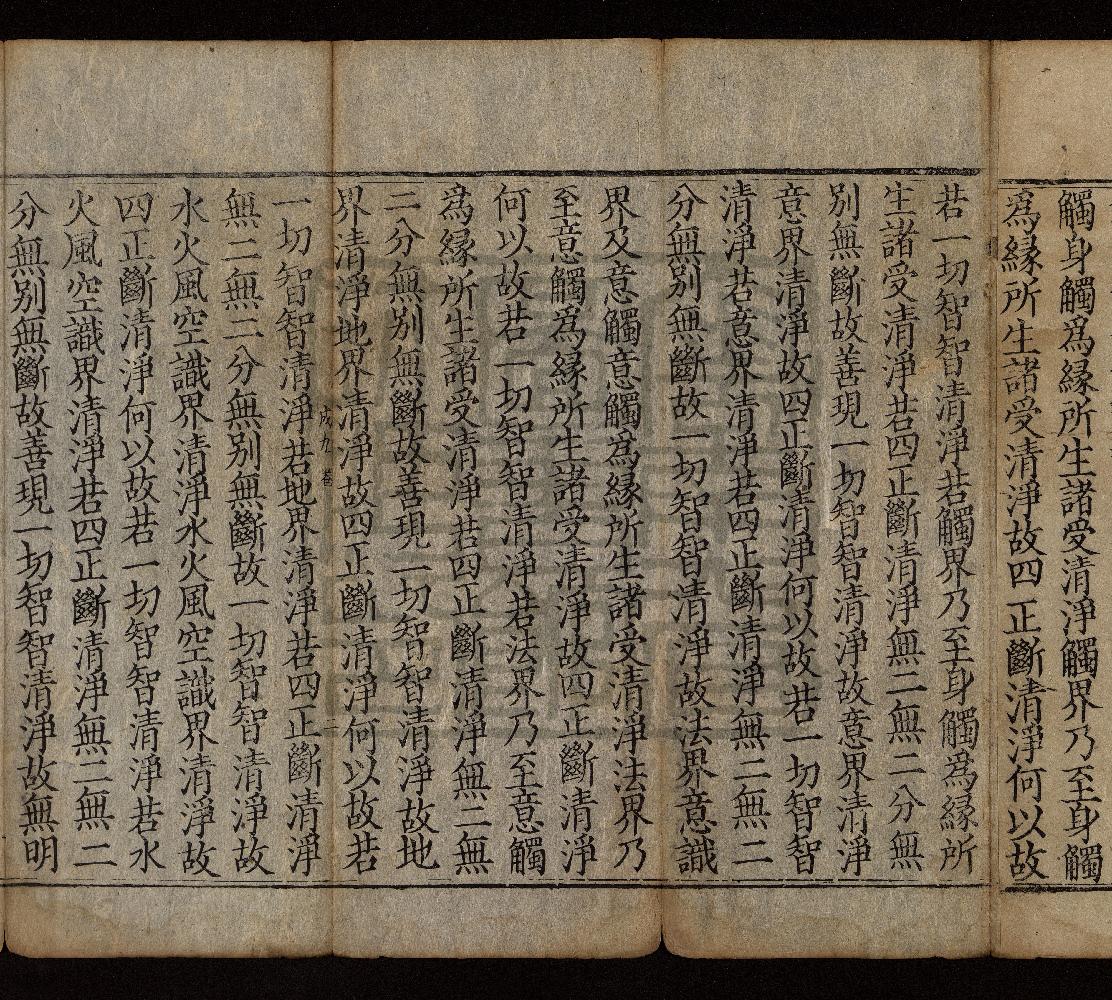 觸身觸爲緣所生諸受清淨觸界乃至身觸
爲緣所生諸受清淨故四正斷清淨何以故
若一切智智清淨若觸界乃至身觸爲緣所
生諸受清淨若四正斷清淨無二無二分無
別無斷故善現一切智智清淨故意界清淨
意界清淨故四正斷清淨何以故若一切智智
清淨若意界清淨若四正斷清淨無二無二
分無別無斷故一切智智清淨故法界意識
界及意觸意觸爲緣所生諸受清淨法界乃
至意觸爲緣所生諸受清淨故四正斷清淨
何以故若一切智智清淨若法界乃至意觸
爲緣所生諸受清淨若四正斷清淨無二無
二分無別無斷故善現一切智智清淨故地
界清淨地界清淨故四正斷清淨何以故若
一切智智清淨若地界清淨若四正斷清淨
無二無二分無別無斷故一切智智清淨故
水火風空識界清淨水火風空識界清淨故
四正斷清淨何以故若一切智智清淨若水
火風空識界清淨若四正斷清淨無二無二
分無別無斷故善現一切智智清淨故無明